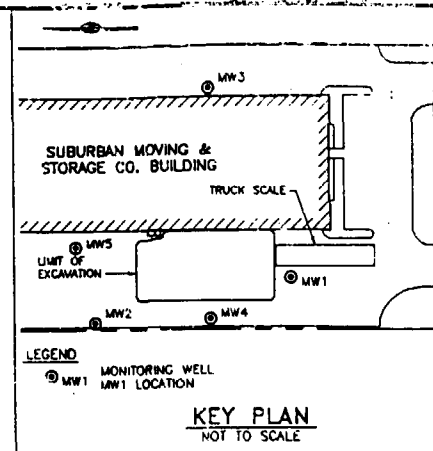 MW3
SUBURBAN MOVING &
STORAGE CO. BUILDING
TRUCK SCALE
MW5
LIMIT OF
EXCAVATION
MW1
MW2
MW4
LEGEND
MW1 MONITORING WELL
MW1 LOCATION
KEY PLAN
NOT TO SCALE